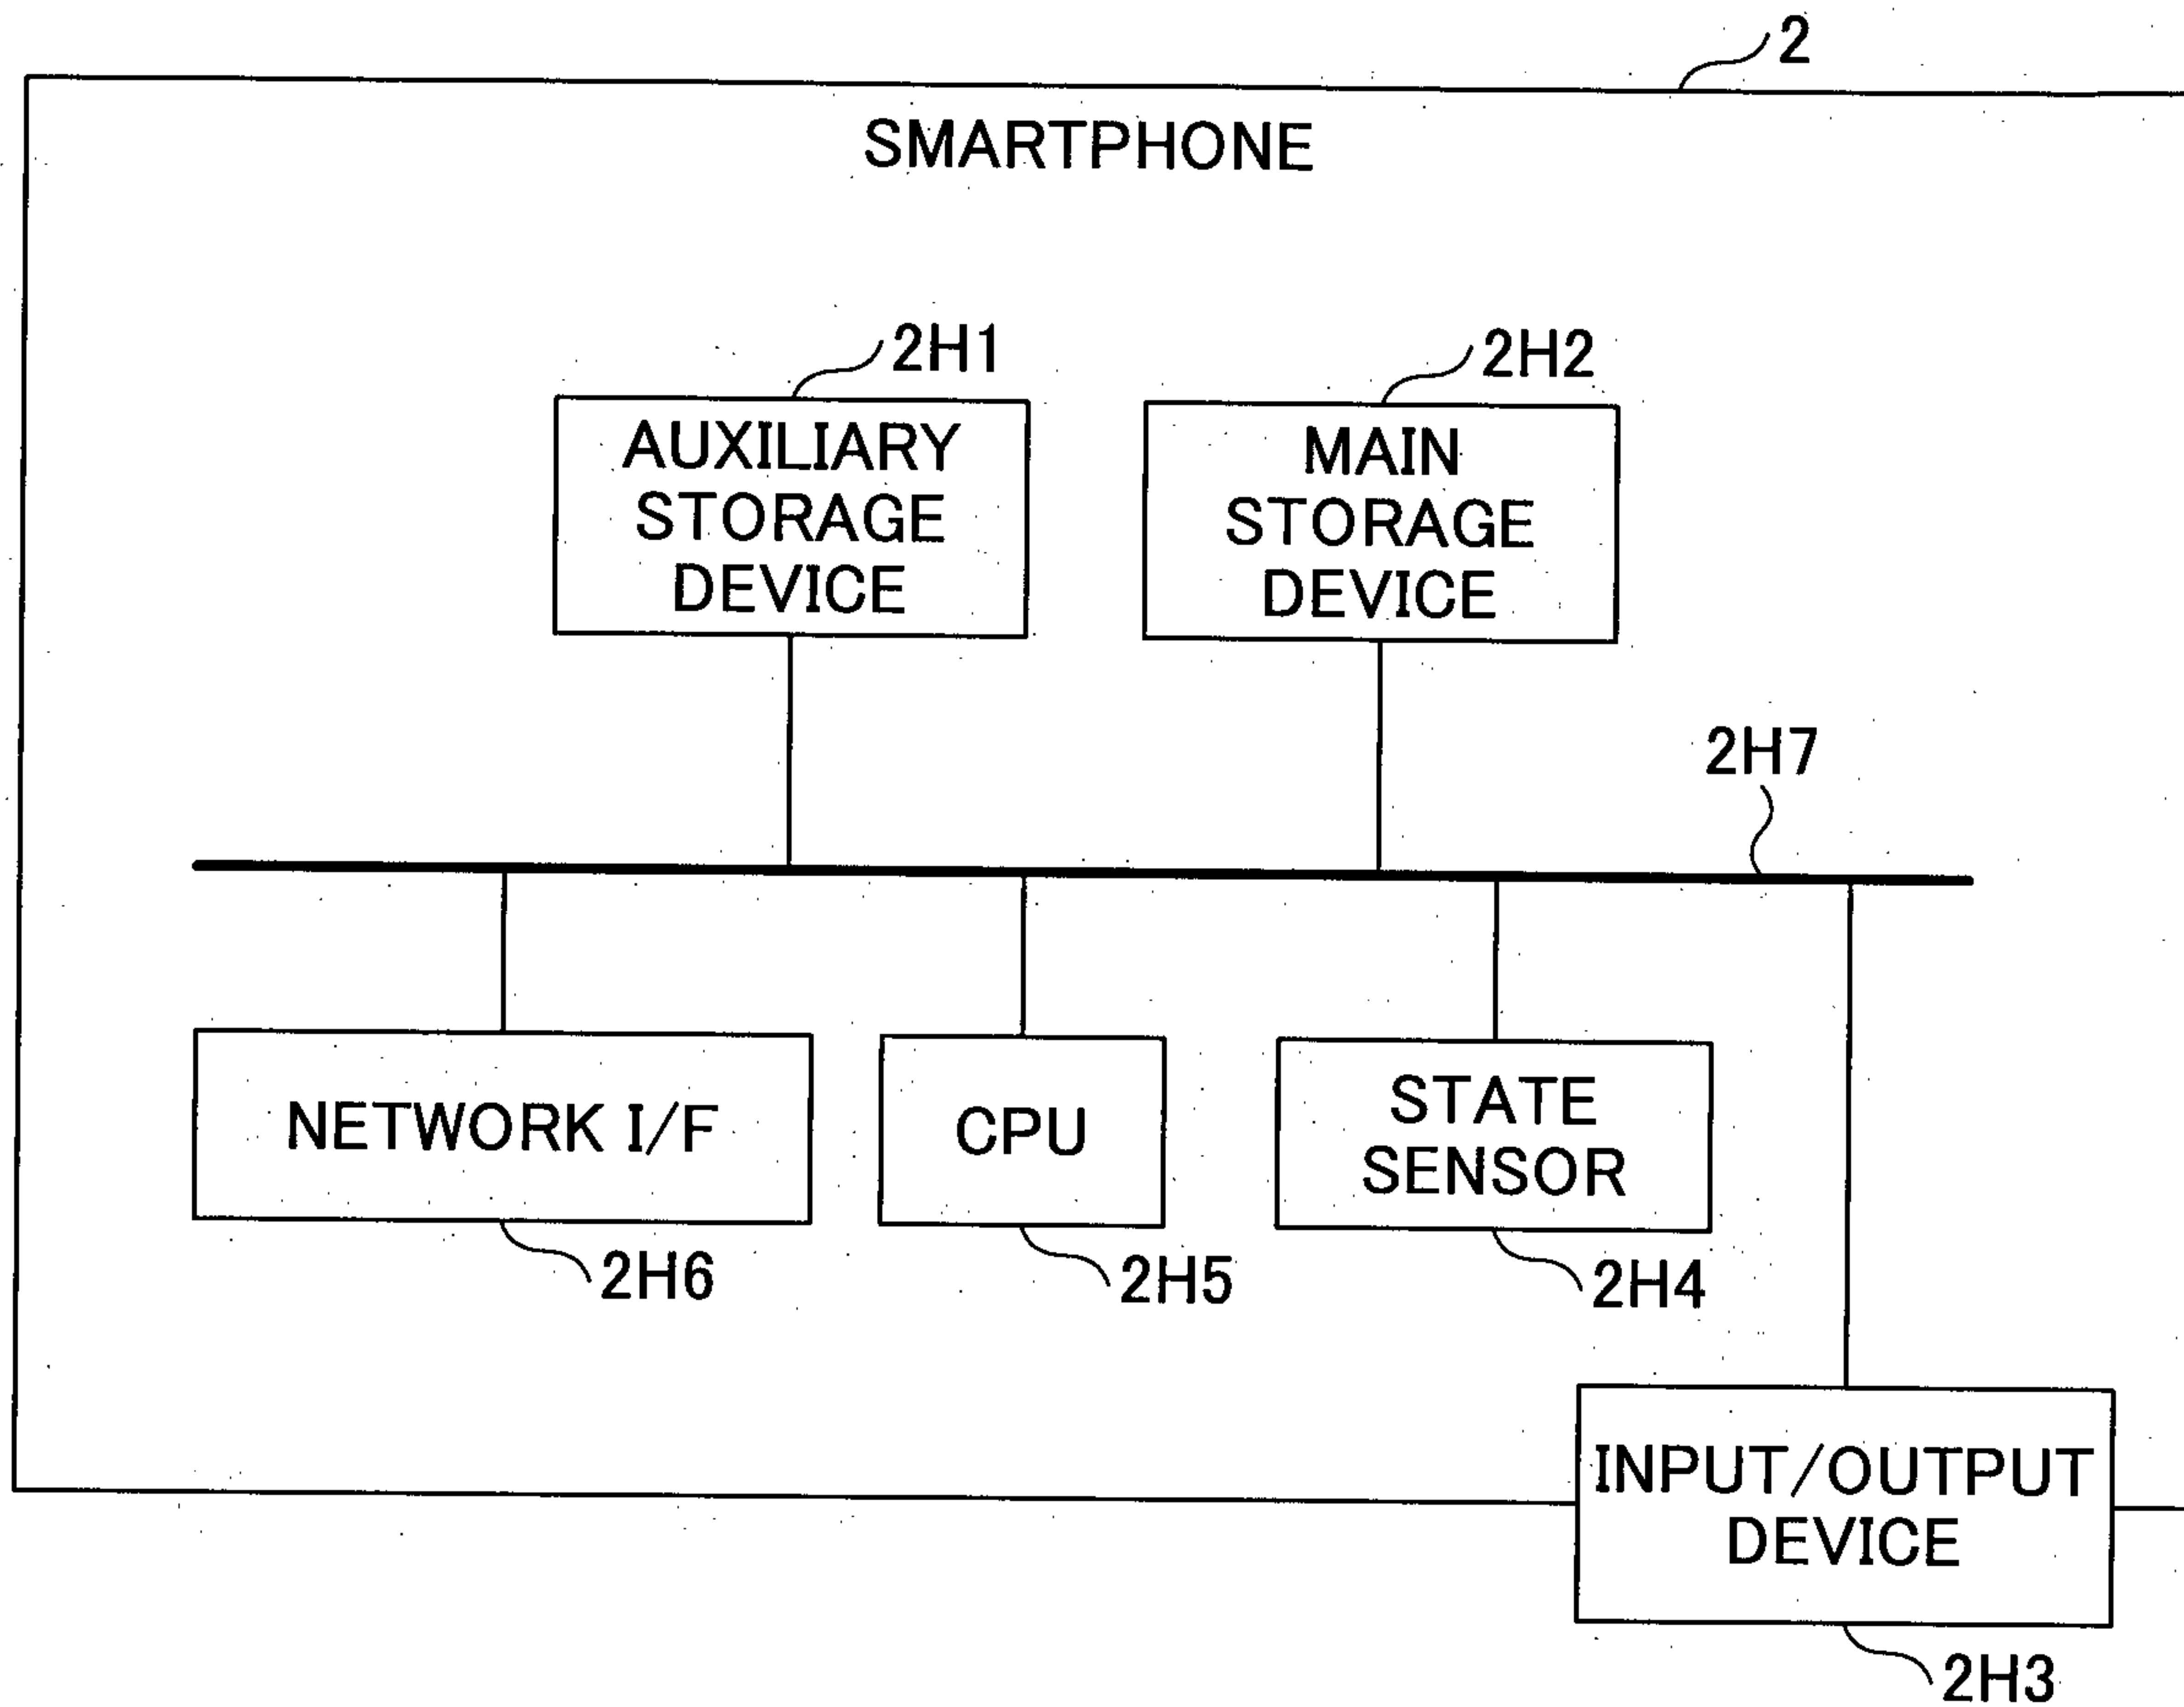 2
SMARTPHONE
2H1
2H2
AUXILIARY
STORAGE
DEVICE
MAIN
STORAGE
DEVICE
2H7
NETWORK I/F
CPU
STATE
SENSOR
2H6
2H5
2H4
INPUT/OUTPUT
DEVICE
2H3